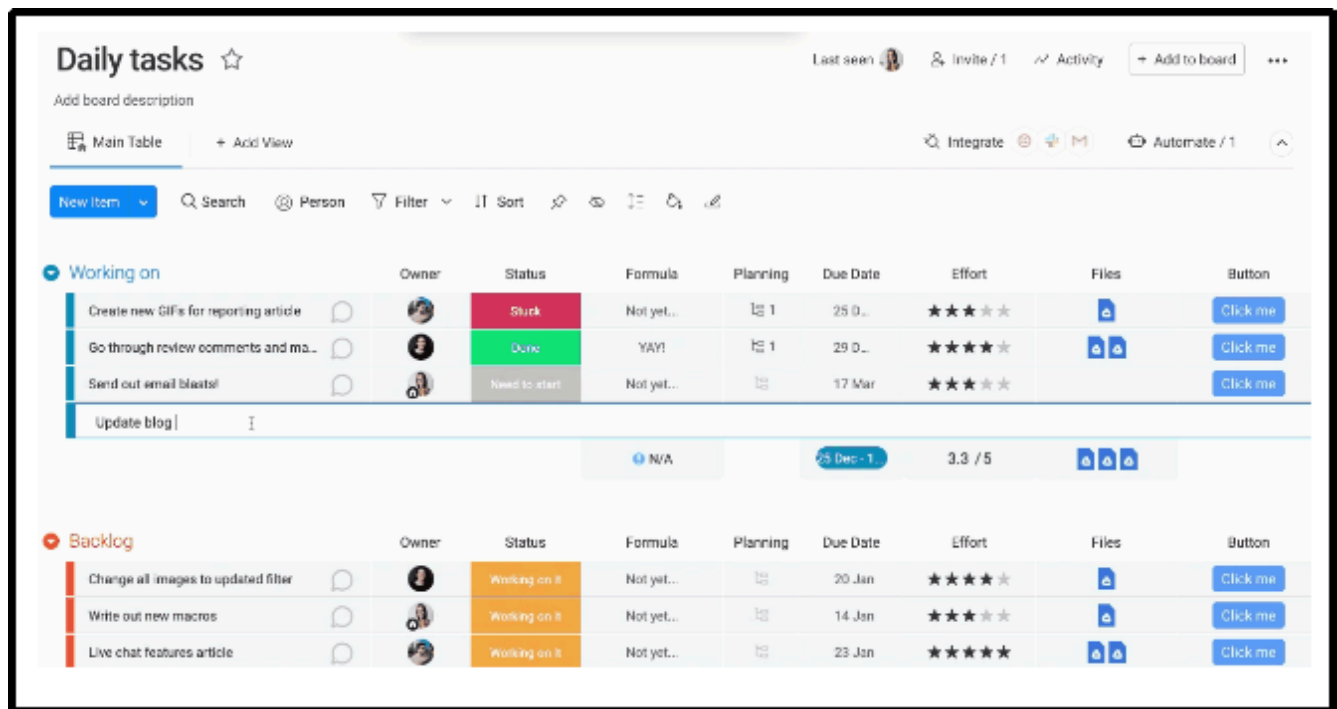 Daily tasks
Last seen Invite / 1 Activity + Add to board
Add board description
Main Table + Add View Integrate Automate / 1
New Item Search Person Filter Sort
Working on Owner Status Formula Planning Due Date Effort Files Button
Create new GIFs for reporting article Stuck Not yet... 1 25 D... Click me
Go through review comments and ma... Done YAY! 1 29 D... Click me
Send out email blasts! Need to start Not yet... 17 Mar Click me
Update blog
N/A 25 Dec - 1... 3.3 / 5
Backlog Owner Status Formula Planning Due Date Effort Files Button
Change all images to updated filter Working on it Not yet... 20 Jan Click me
Write out new macros Working on it Not yet... 14 Jan Click me
Live chat features article Working on it Not yet... 23 Jan Click me